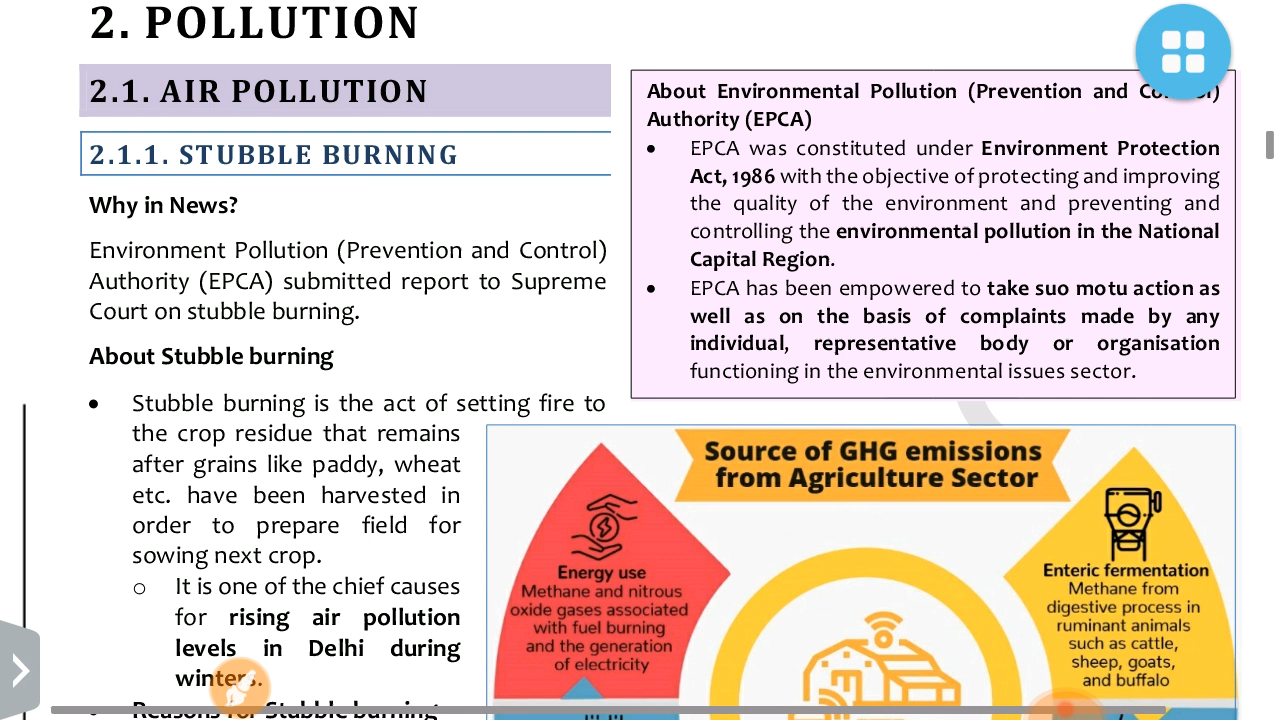 2. POLLUTION
2.1. AIR POLLUTION
2.1.1. STUBBLE BURNING
Why in News?
Environment Pollution (Prevention and Control)
Authority (EPCA) submitted report to Supreme
Court on stubble burning.
About Stubble burning
• Stubble burning is the act of setting fire to
the crop residue that remains
after grains like paddy, wheat
etc. have been harvested in
order to prepare field for
sowing next crop.
o It is one of the chief causes
for rising air pollution
levels in Delhi during
winters.
• Reasons for Stubble burning
About Environmental Pollution (Prevention and
Authority (EPCA)
• EPCA was constituted under Environment Protection
Act, 1986 with the objective of protecting and improving
the quality of the environment and preventing and
controlling the environmental pollution in the National
Capital Region.
• EPCA has been empowered to take suo motu action as
well as on the basis of complaints made by any
individual, representative body or organisation
functioning in the environmental issues sector.
Source of GHG emissions
from Agriculture Sector
Energy use
Methane and nitrous
oxide gases associated
with fuel burning
and the generation
of electricity
Enteric fermentation
Methane from
digestive process in
ruminant animals
such as cattle,
sheep, goats,
and buffalo